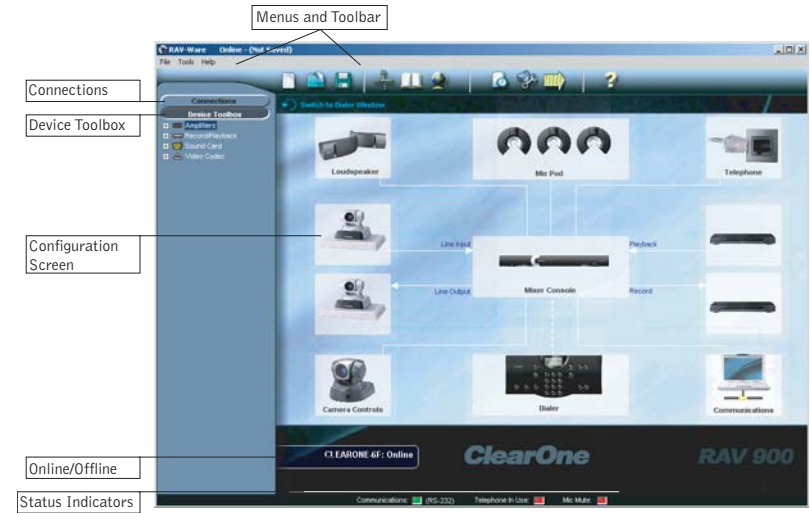 Menus and Toolbar
RAV-Ware Online - (Not Saved)
File Tools Help
Connections
Connections
Device Toolbox
Device Toolbox
Switch to Dialer Window
Amplifiers
Record/Playback
Sound Card
Video Codec
Loudspeaker
Mic Pod
Telephone
Configuration
Screen
Line Input
Playback
Mixer Console
Line Output
Record
Camera Controls
Dialer
Communications
CLEARONE-6F: Online
ClearOne
RAV 900
Online/Offline
Status Indicators
Communications: (RS-232) Telephone In Use: Mic Mute: